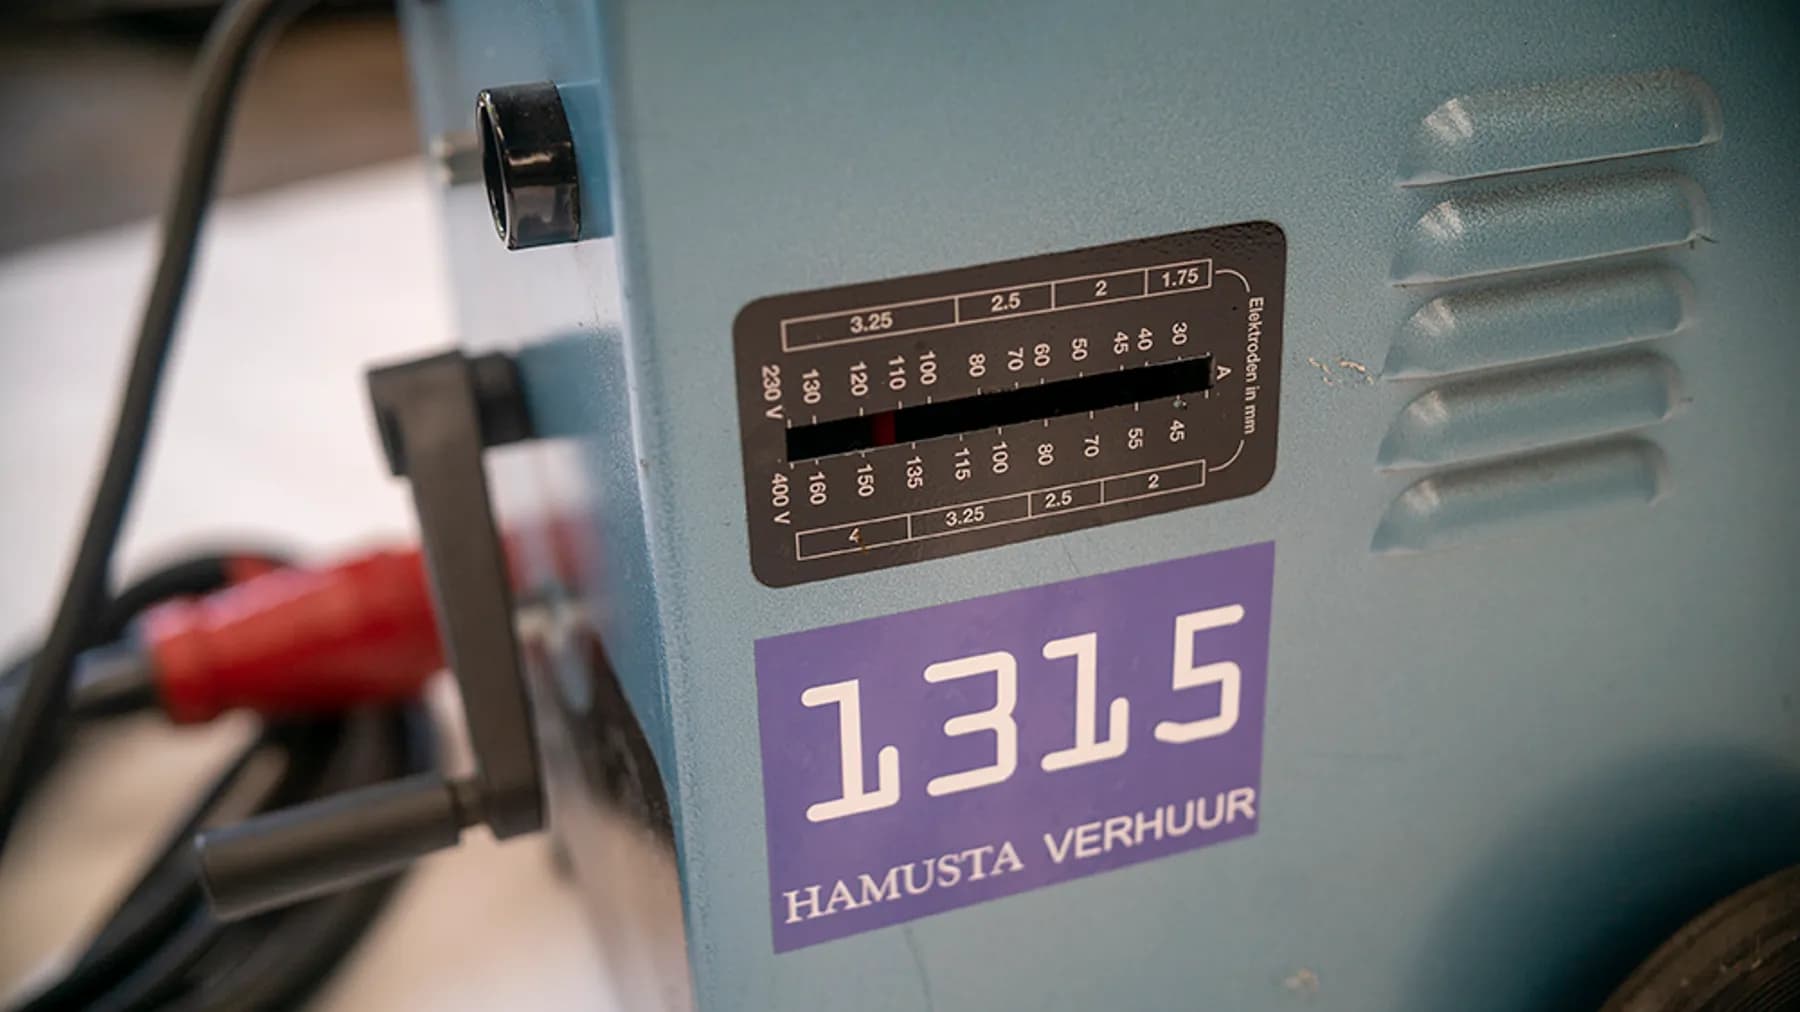 3.25 2.5 2 1.75
230 V 130 120 110 100 80 70 60 50 45 40 30
A
Elektroden in mm
400 V 160 150 135 115 100 80 70 55 45
4 3.25 2.5 2
1315
HAMUSTA VERHUUR